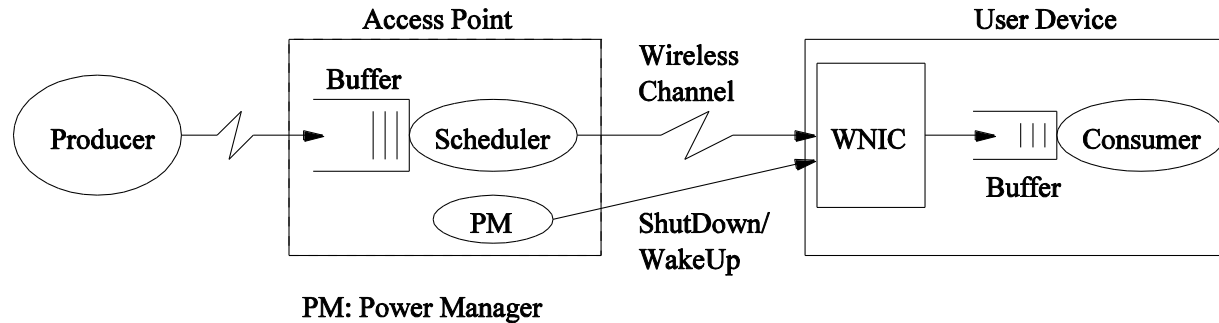 Access Point
User Device
Wireless
Channel
Buffer
Producer
Scheduler
WNIC
Consumer
Buffer
PM
ShutDown/
WakeUp
PM: Power Manager